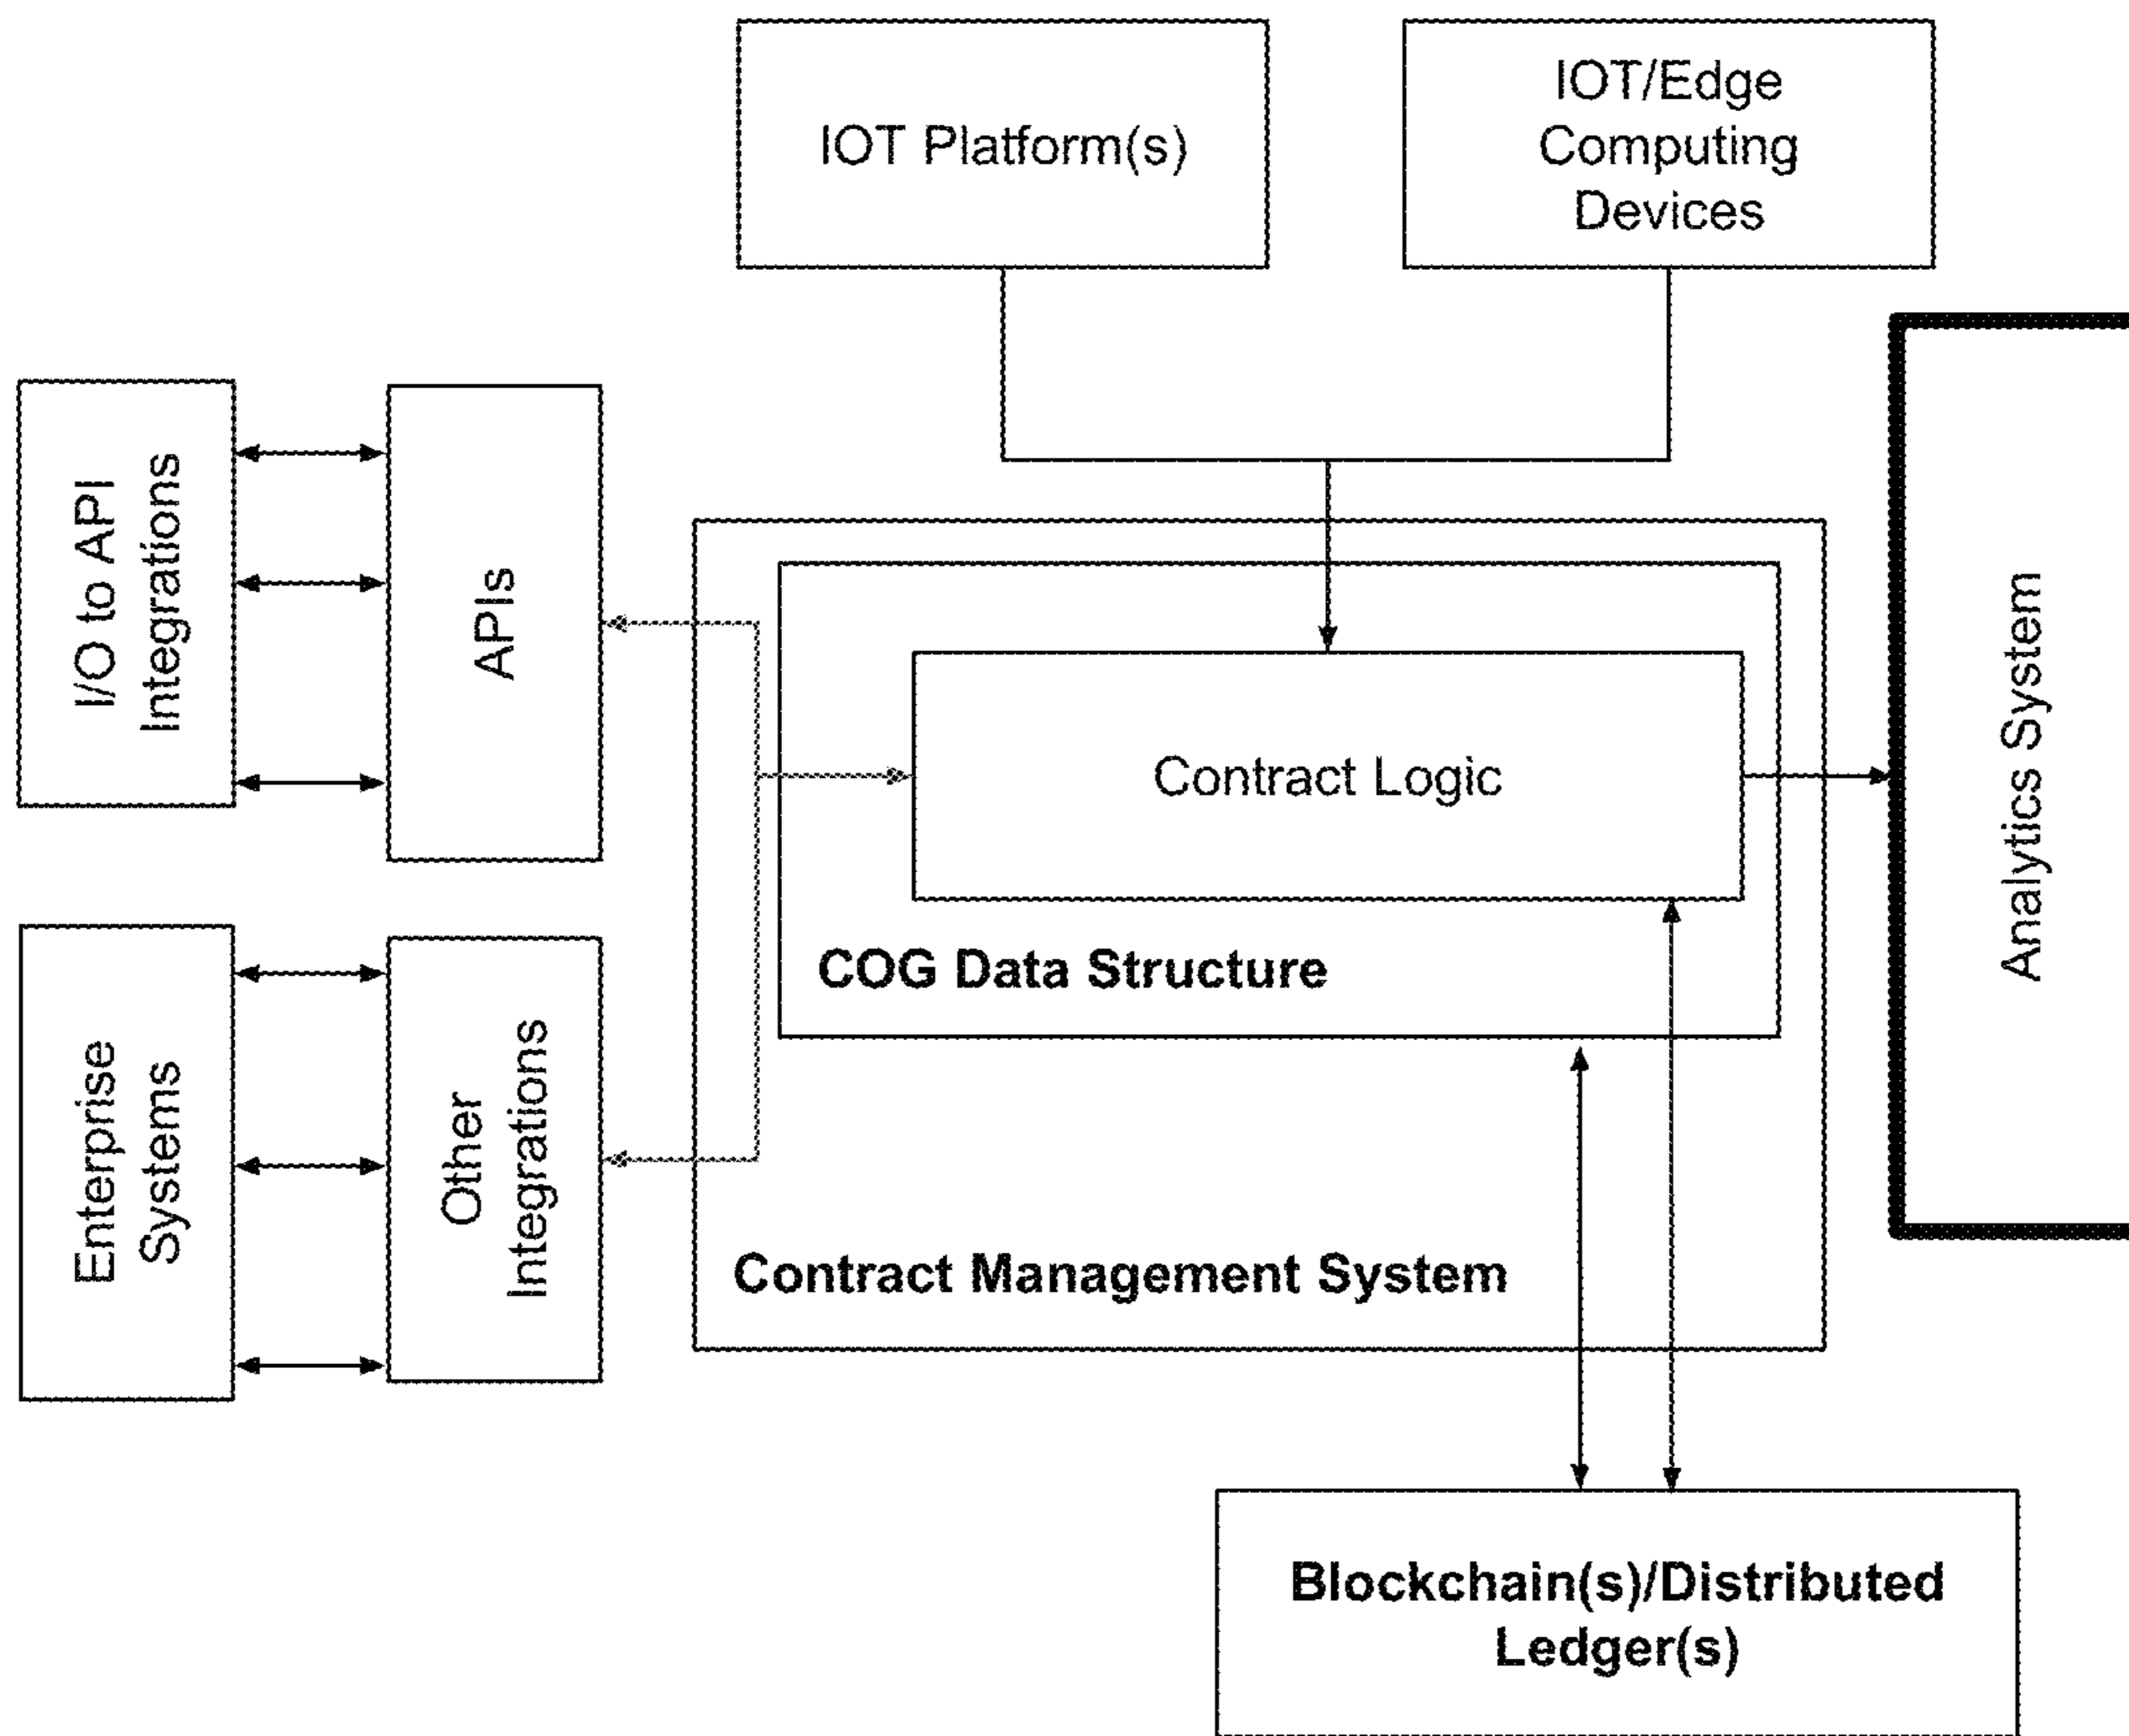 IOT Platform(s)
IOT/Edge
Computing
Devices
I/O to API
Integrations
APIs
Contract Logic
COG Data Structure
Analytics System
Enterprise
Systems
Other
Integrations
Contract Management System
Blockchain(s)/Distributed
Ledger(s)